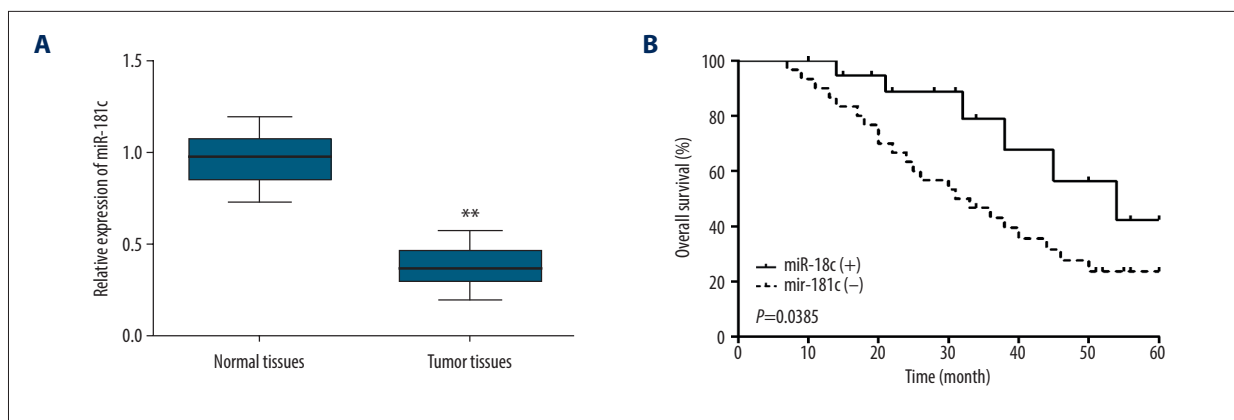 A
Relative expression of miR-181c
1.5
1.0
0.5
0.0
**
Normal tissues
Tumor tissues
B
Overall survival (%)
100
80
60
40
20
0
miR-18c (+)
mir-181c (–)
P=0.0385
0
10
20
30
40
50
60
Time (month)